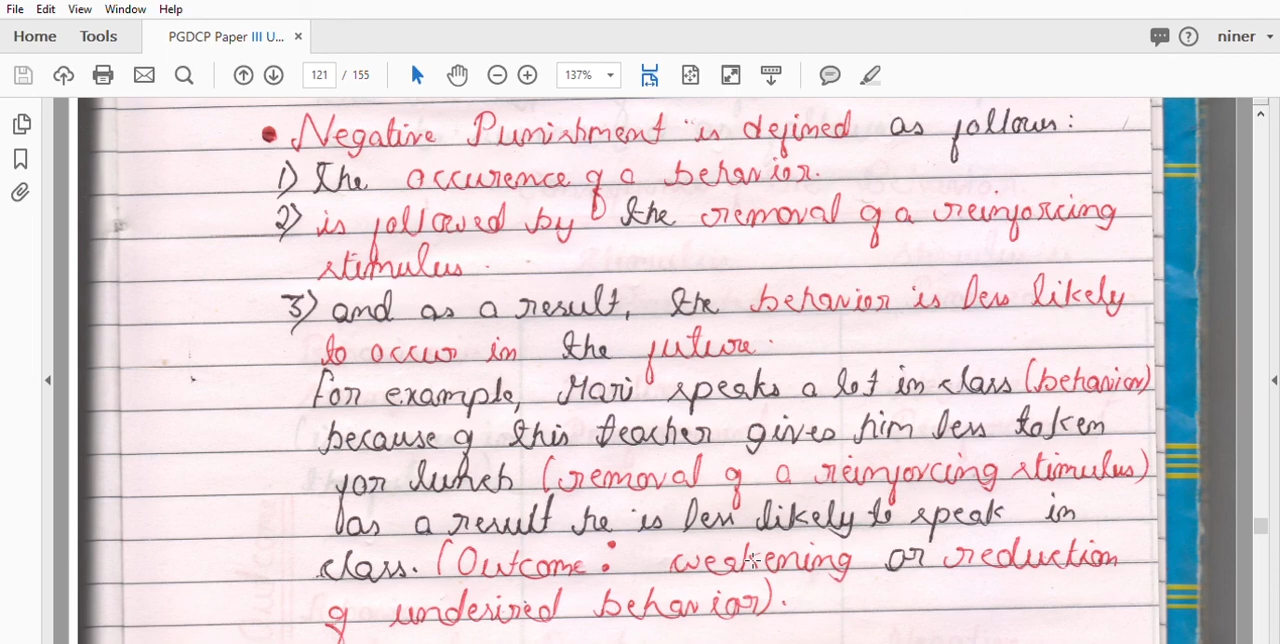 File Edit View Window Help
Home Tools PGDCP Paper III U... × niner
121 / 155 137%
• Negative Punishment is defined as follows:
1) The occurence of a behavior.
2) is followed by the removal of a reinforcing
stimulus.
3) and as a result, the behavior is less likely
to occur in the future.
For example, Hari speaks a lot in class (behavior)
because of this teacher gives him less token
for lunch (removal of a reinforcing stimulus)
as a result he is less likely to speak in
class. (Outcome: weakening or reduction
of undesired behavior).